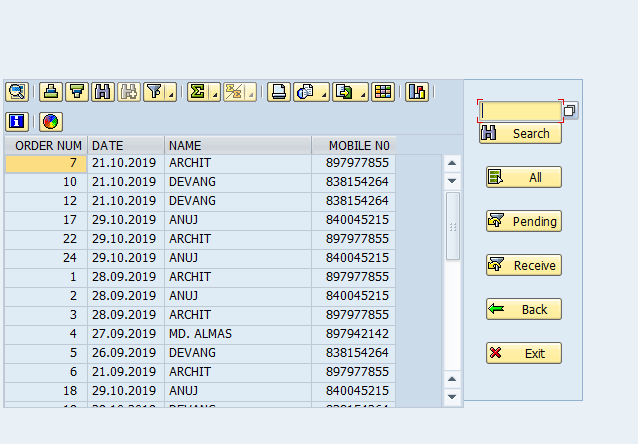 ORDER NUM DATE NAME MOBILE N0
7 21.10.2019 ARCHIT 897977855
10 21.10.2019 DEVANG 838154264
12 21.10.2019 DEVANG 838154264
17 29.10.2019 ANUJ 840045215
22 29.10.2019 ARCHIT 897977855
24 29.10.2019 ANUJ 840045215
1 28.09.2019 ARCHIT 897977855
2 28.09.2019 ANUJ 840045215
3 28.09.2019 ARCHIT 897977855
4 27.09.2019 MD. ALMAS 897942142
5 26.09.2019 DEVANG 838154264
6 21.09.2019 ARCHIT 897977855
18 29.10.2019 ANUJ 840045215
Search
All
Pending
Receive
Back
Exit